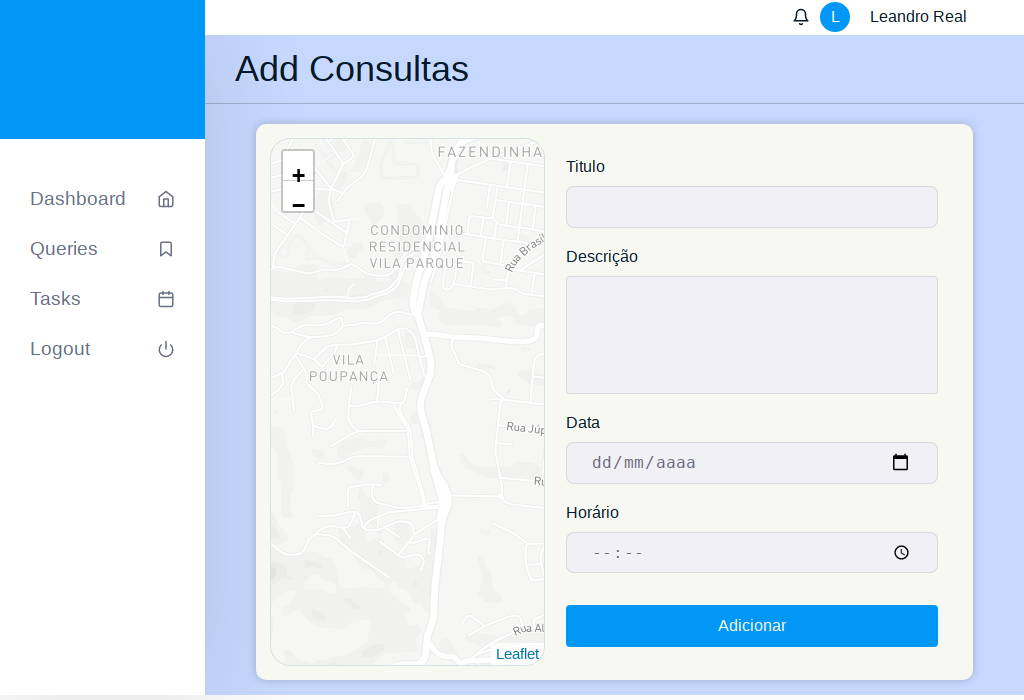 L
Leandro Real
Add Consultas
Dashboard
Queries
Tasks
Logout
+
−
FAZENDINHA
CONDOMINIO
RESIDENCIAL
VILA PARQUE
Rua Brasil
VILA
POUPANÇA
Rua Júp
Ru
Rua Al
Leaflet
Titulo
Descrição
Data
dd/mm/aaaa
Horário
--:--
Adicionar